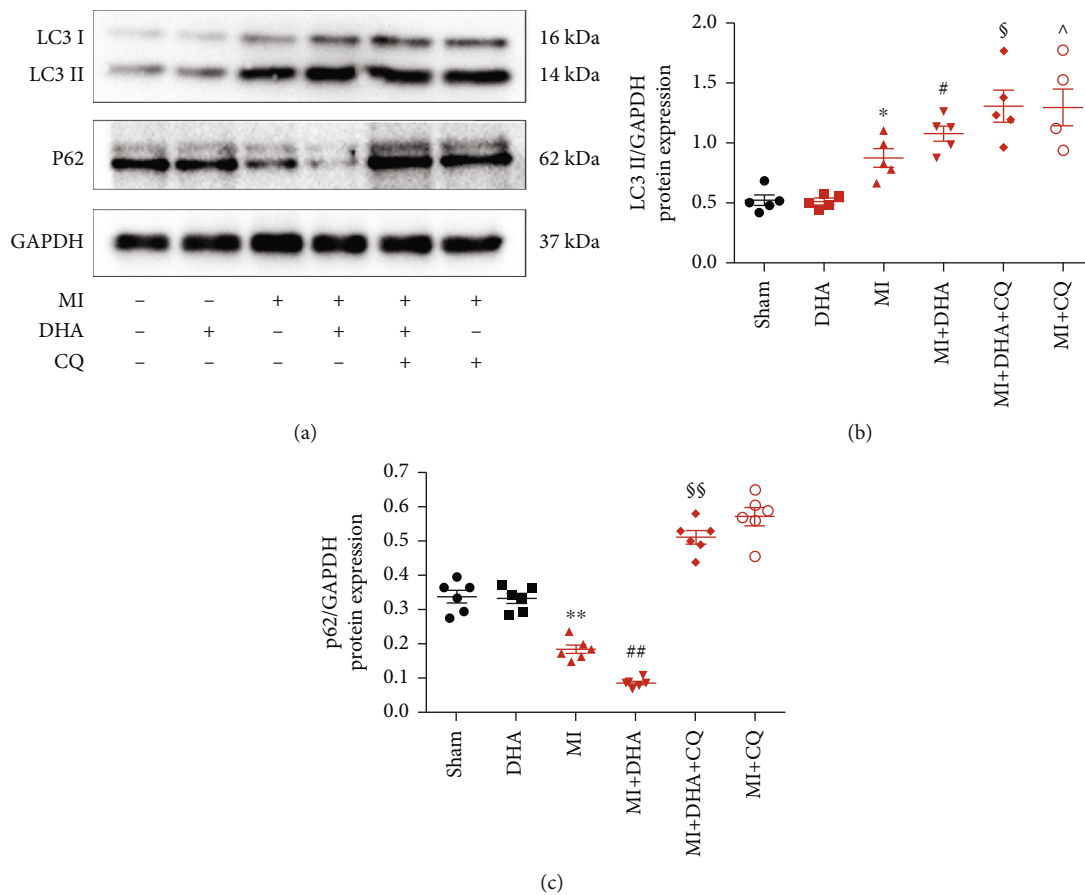 LC3 I
16 kDa
LC3 II
14 kDa
P62
62 kDa
GAPDH
37 kDa
MI – – + + + +
DHA – + – + + –
CQ – – – – + +
(a)
LC3 II/GAPDH
protein expression
2.0
1.5
1.0
0.5
0.0
*
#
§
^
Sham
DHA
MI
MI+DHA
MI+DHA+CQ
MI+CQ
(b)
p62/GAPDH
protein expression
0.7
0.6
0.5
0.4
0.3
0.2
0.1
0.0
**
##
§§
Sham
DHA
MI
MI+DHA
MI+DHA+CQ
MI+CQ
(c)